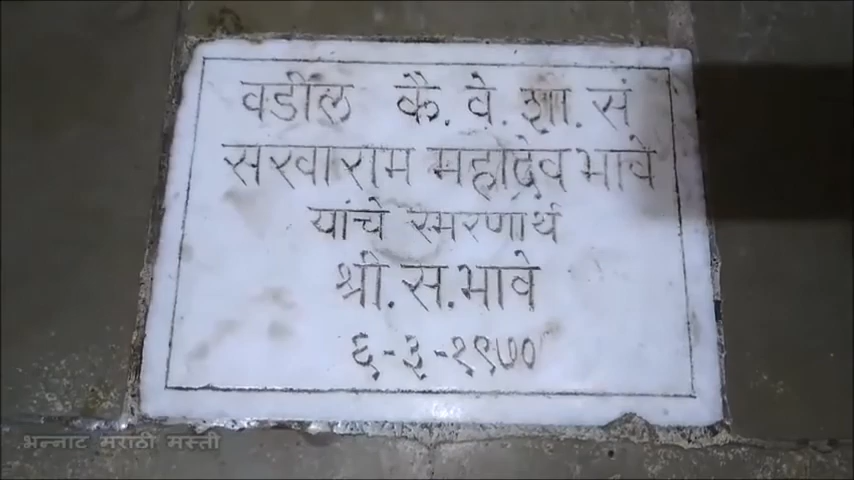 वडील कै. वे. शा. सं
सखाराम महादेव भावे
यांचे स्मरणार्थ
श्री. स. भावे
६-३-१९७०
भन्नाट मराठी मस्ती